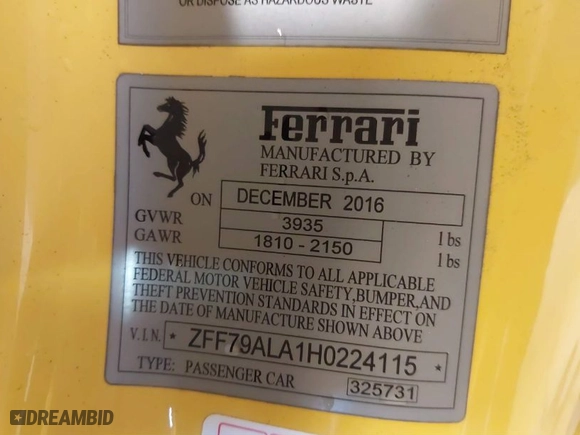 OR DISPOSE AS HAZARDOUS WASTE
Ferrari
MANUFACTURED BY
FERRARI S.p.A.
ON DECEMBER 2016
GVWR 3935 lbs
GAWR 1810 - 2150 lbs
THIS VEHICLE CONFORMS TO ALL APPLICABLE
FEDERAL MOTOR VEHICLE SAFETY,BUMPER,AND
THEFT PREVENTION STANDARDS IN EFFECT ON
THE DATE OF MANUFACTURE SHOWN ABOVE
V.I.N. * ZFF79ALA1H0224115 *
TYPE: PASSENGER CAR 325731
DREAMBID